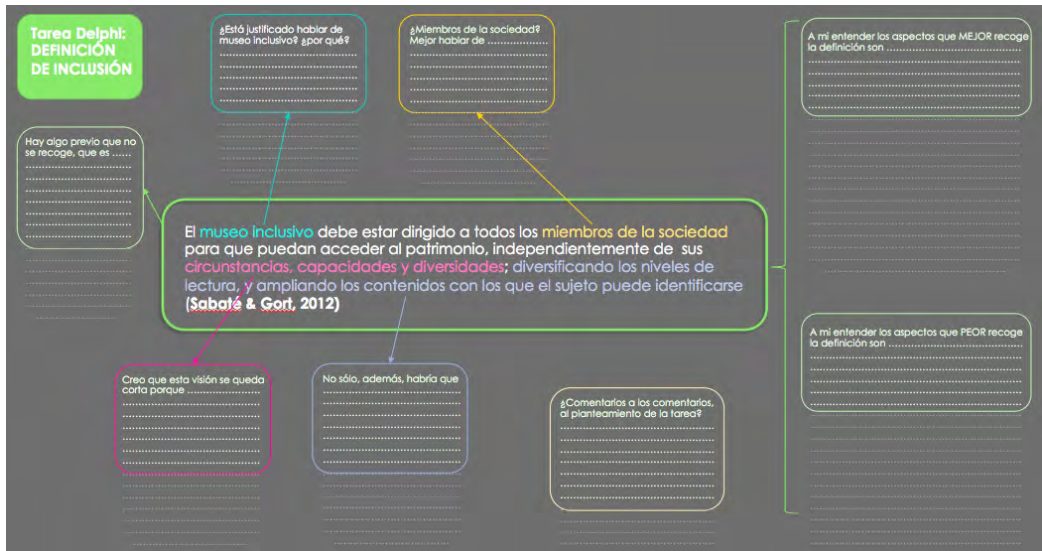 Tarea Delphi:
DEFINICIÓN
DE INCLUSIÓN
¿Está justificado hablar de
museo inclusivo? ¿por qué?
¿Miembros de la sociedad?
Mejor hablar de ..................
A mi entender los aspectos que MEJOR recoge
la definición son ......................................
Hay algo previo que no
se recoge, que es ......
El museo inclusivo debe estar dirigido a todos los miembros de la sociedad
para que puedan acceder al patrimonio, independientemente de sus
circunstancias, capacidades y diversidades; diversificando los niveles de
lectura, y ampliando los contenidos con los que el sujeto puede identificarse
(Sabaté & Gort, 2012)
A mi entender los aspectos que PEOR recoge
la definición son ......................................
Creo que esta visión se queda
corta porque ......................
No sólo, además, habría que
¿Comentarios a los comentarios,
al planteamiento de la tarea?